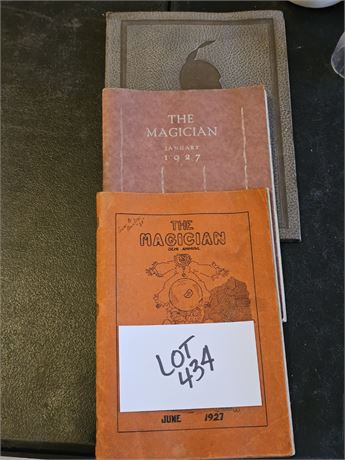 THE
MAGICIAN
JANUARY
1927
THE
MAGICIAN
LOT
434
JUNE 1927